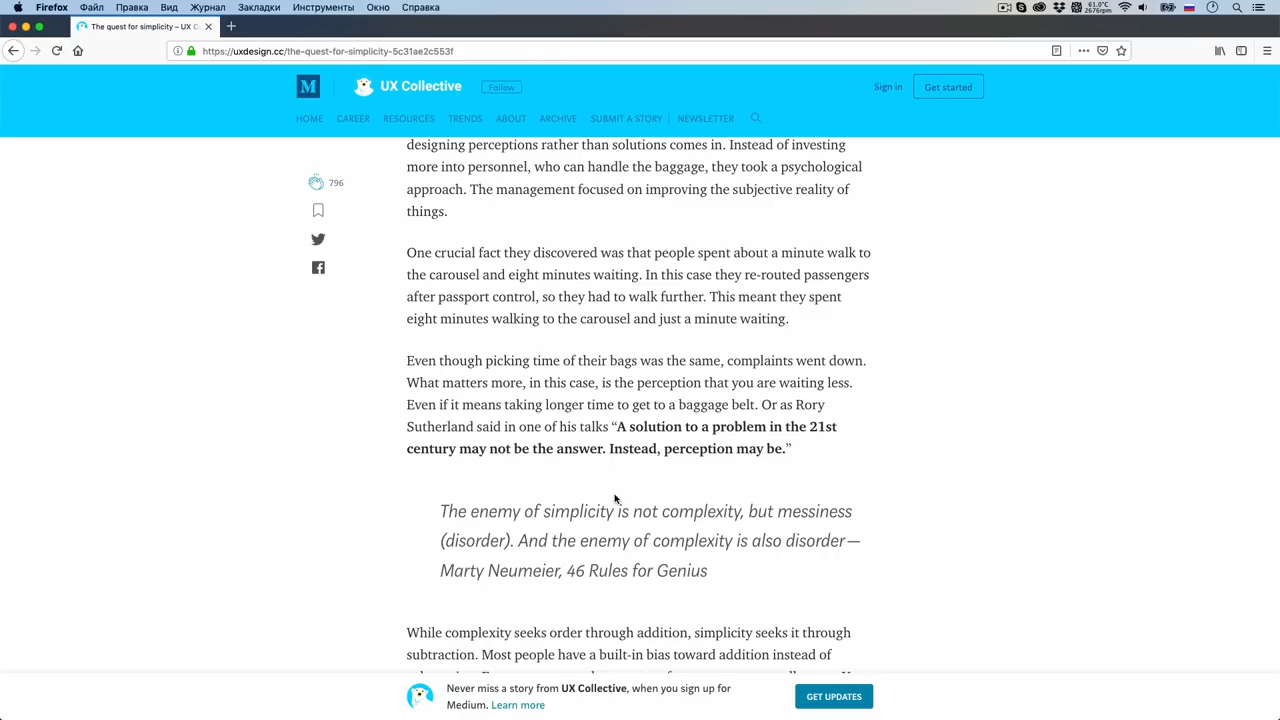 Firefox Файл Правка Вид Журнал Закладки Инструменты Окно Справка
61.0°C
2676rpm
The quest for simplicity – UX C
https://uxdesign.cc/the-quest-for-simplicity-5c31ae2c553f
M UX Collective Follow Sign in Get started
HOME CAREER RESOURCES TRENDS ABOUT ARCHIVE SUBMIT A STORY NEWSLETTER
designing perceptions rather than solutions comes in. Instead of investing
more into personnel, who can handle the baggage, they took a psychological
approach. The management focused on improving the subjective reality of
things.
796
One crucial fact they discovered was that people spent about a minute walk to
the carousel and eight minutes waiting. In this case they re-routed passengers
after passport control, so they had to walk further. This meant they spent
eight minutes walking to the carousel and just a minute waiting.
Even though picking time of their bags was the same, complaints went down.
What matters more, in this case, is the perception that you are waiting less.
Even if it means taking longer time to get to a baggage belt. Or as Rory
Sutherland said in one of his talks “A solution to a problem in the 21st
century may not be the answer. Instead, perception may be.”
The enemy of simplicity is not complexity, but messiness
(disorder). And the enemy of complexity is also disorder—
Marty Neumeier, 46 Rules for Genius
While complexity seeks order through addition, simplicity seeks it through
subtraction. Most people have a built-in bias toward addition instead of
Never miss a story from UX Collective, when you sign up for
Medium. Learn more
GET UPDATES